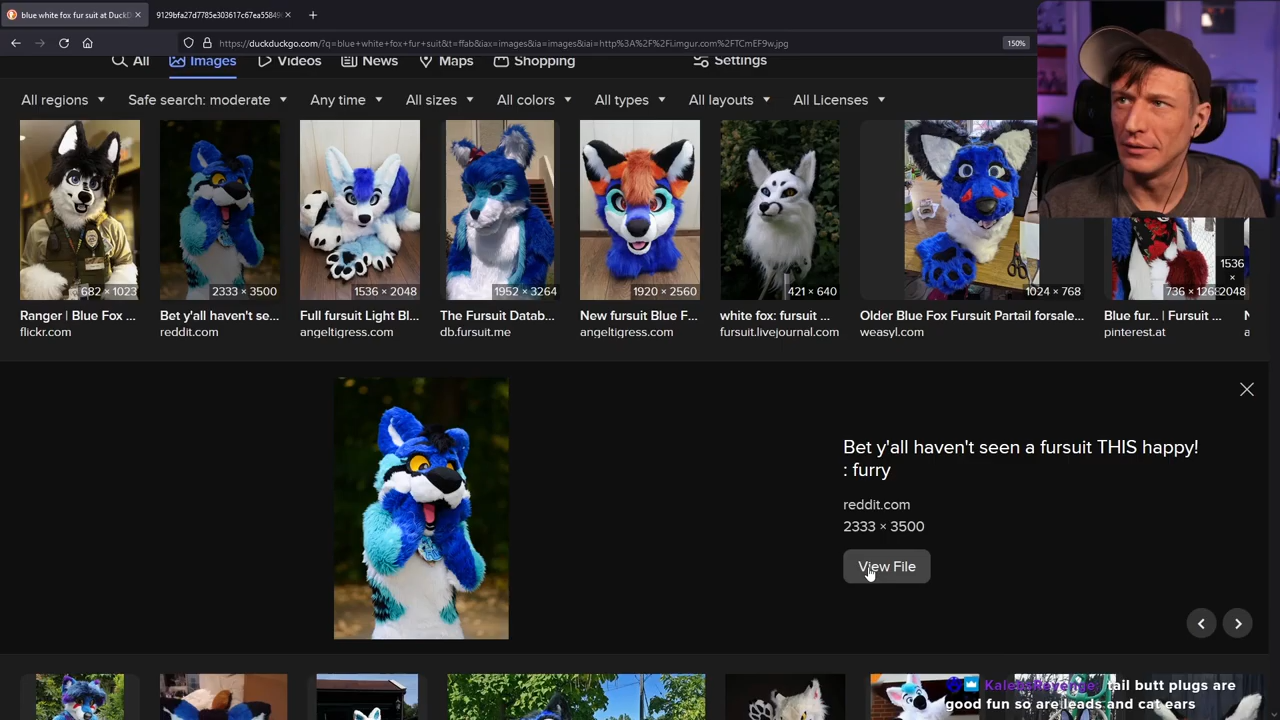 blue white fox fur suit at DuckD
9129bfa27d7785e303617c67ea55849
https://duckduckgo.com/?q=blue+white+fox+fur+suit&t=ffab&iax=images&ia=images&iai=http%3A%2F%2Fi.imgur.com%2FTCmEF9w.jpg
150%
All Images Videos News Maps Shopping Settings
All regions Safe search: moderate Any time All sizes All colors All types All layouts All Licenses
682 × 1023
2333 × 3500
1536 × 2048
1952 × 3264
1920 × 2560
421 × 640
1024 × 768
736 × 1268
1536
×
2048
Ranger | Blue Fox ...
flickr.com
Bet y'all haven't se...
reddit.com
Full fursuit Light Bl...
angeltigress.com
The Fursuit Datab...
db.fursuit.me
New fursuit Blue F...
angeltigress.com
white fox: fursuit ...
fursuit.livejournal.com
Older Blue Fox Fursuit Partail forsale...
weasyl.com
Blue fur... | Fursuit ...
pinterest.at
Bet y'all haven't seen a fursuit THIS happy!
: furry
reddit.com
2333 × 3500
View File
tail butt plugs are
good fun so are leads and cat ears